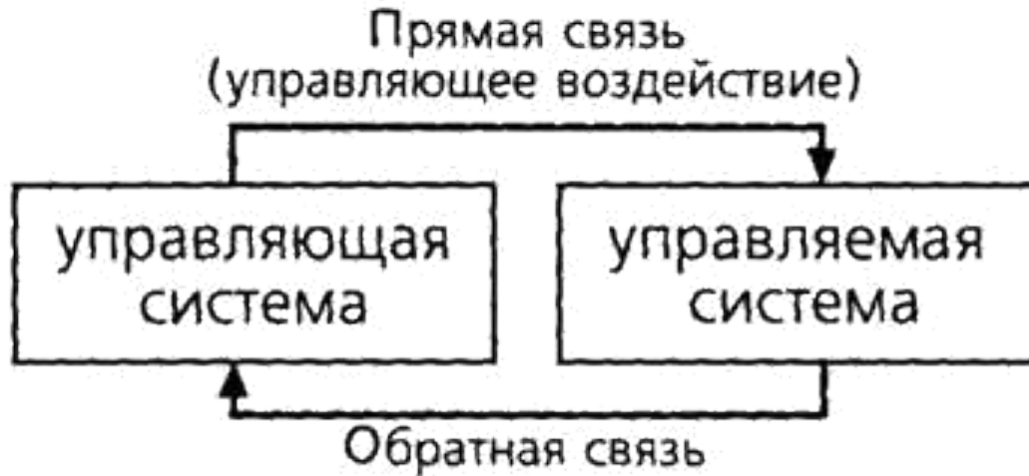 Прямая связь
(управляющее воздействие)
управляющая
система
управляемая
система
Обратная связь